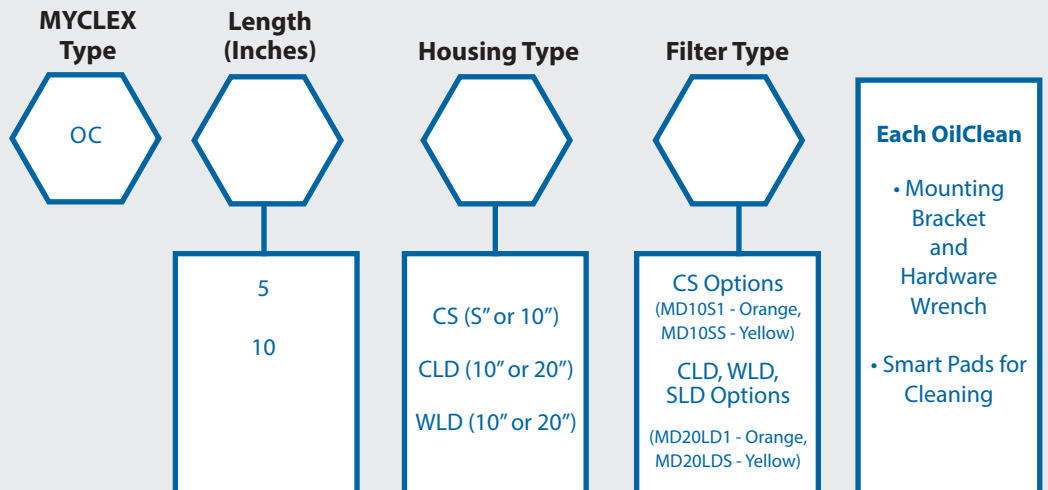 MYCLEX
Type
OC
Length
(Inches)
5
10
Housing Type
CS (S” or 10”)
CLD (10” or 20”)
WLD (10” or 20”)
Filter Type
CS Options
(MD10S1 - Orange,
MD10SS - Yellow)
CLD, WLD,
SLD Options
(MD20LD1 - Orange,
MD20LDS - Yellow)
Each OilClean
• Mounting
Bracket
and
Hardware
Wrench
• Smart Pads for
Cleaning